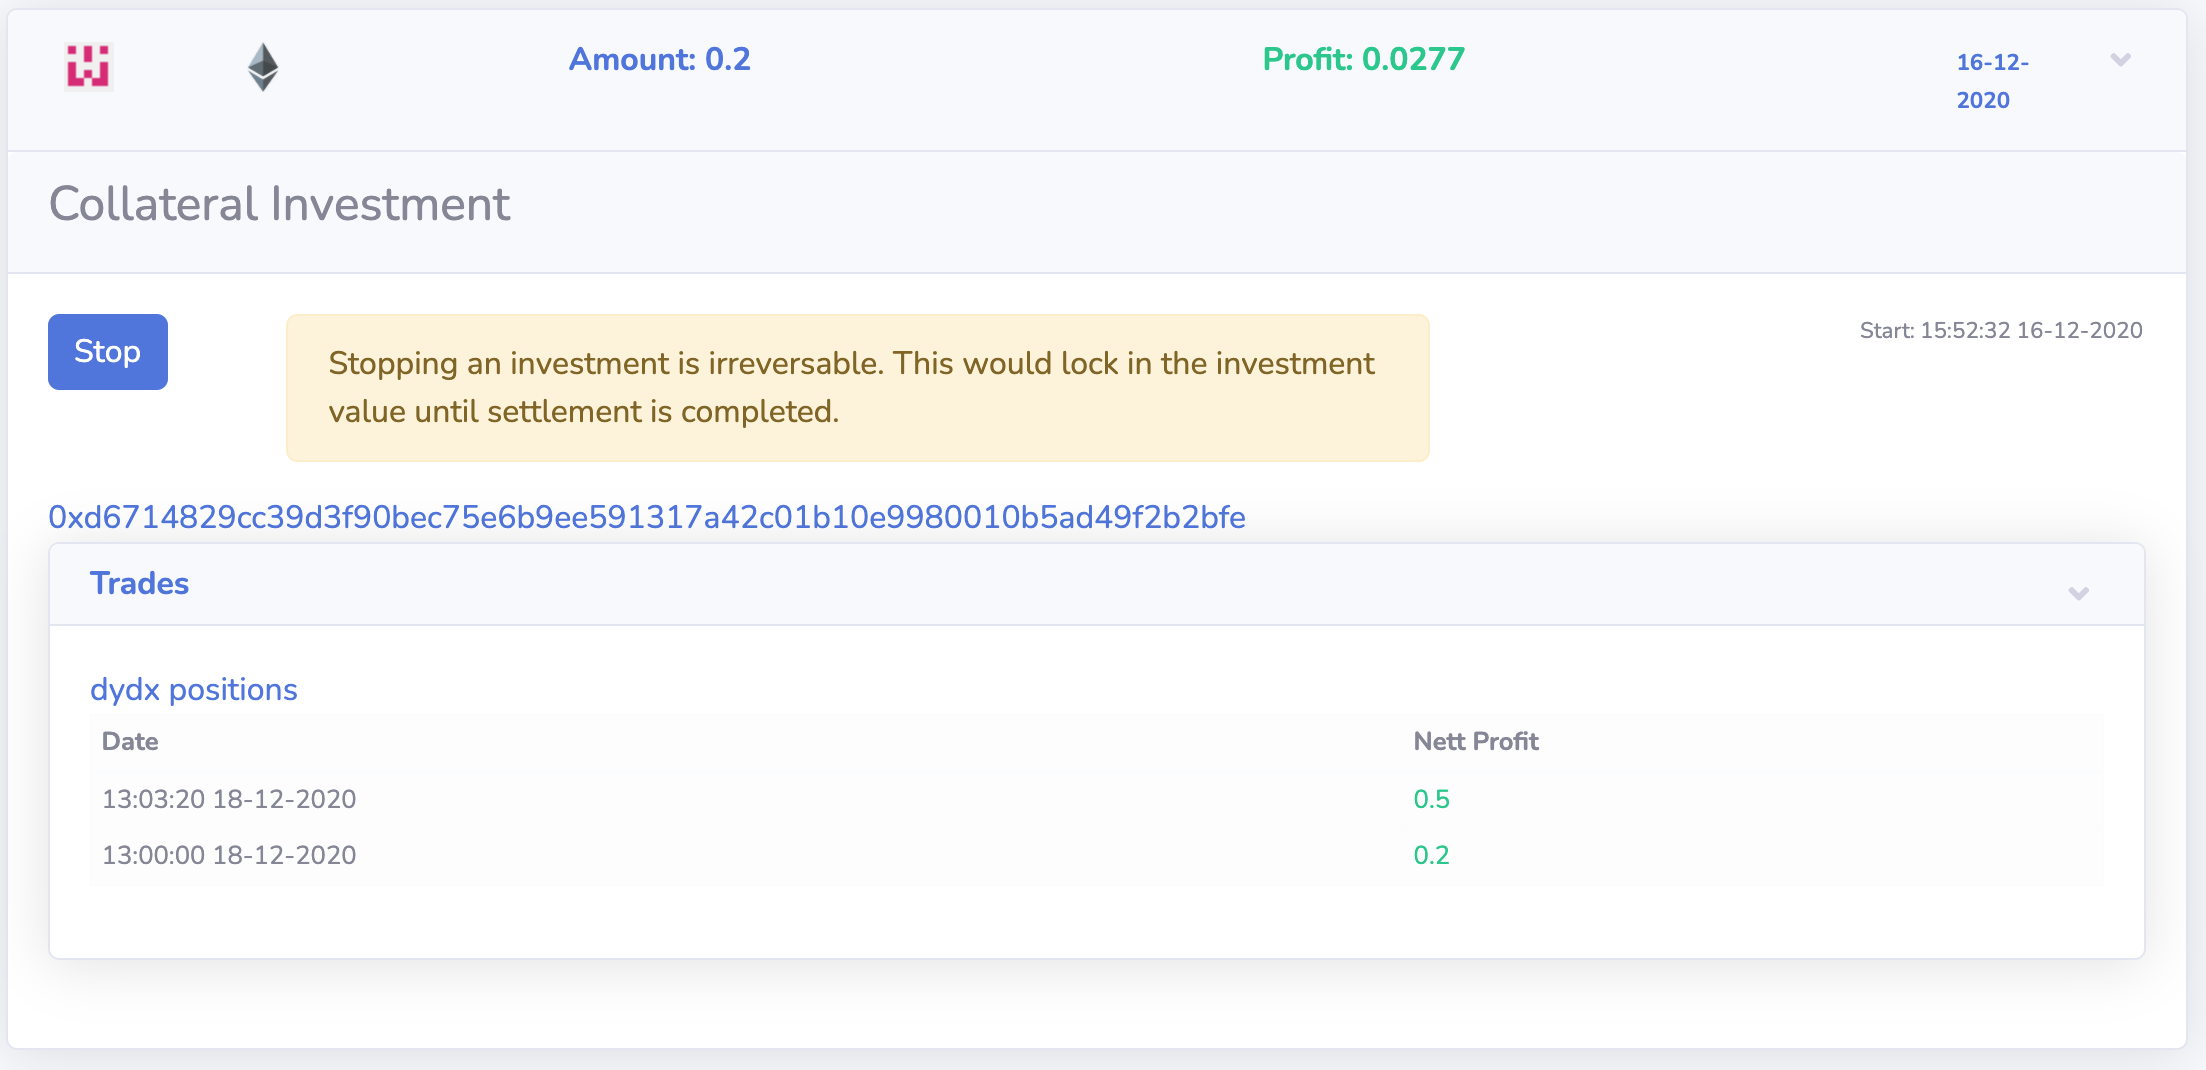 Amount: 0.2
Profit: 0.0277
16-12-
2020
Collateral Investment
Stop
Stopping an investment is irreversable. This would lock in the investment
value until settlement is completed.
Start: 15:52:32 16-12-2020
0xd6714829cc39d3f90bec75e6b9ee591317a42c01b10e9980010b5ad49f2b2bfe
Trades
dydx positions
Date Nett Profit
13:03:20 18-12-2020 0.5
13:00:00 18-12-2020 0.2